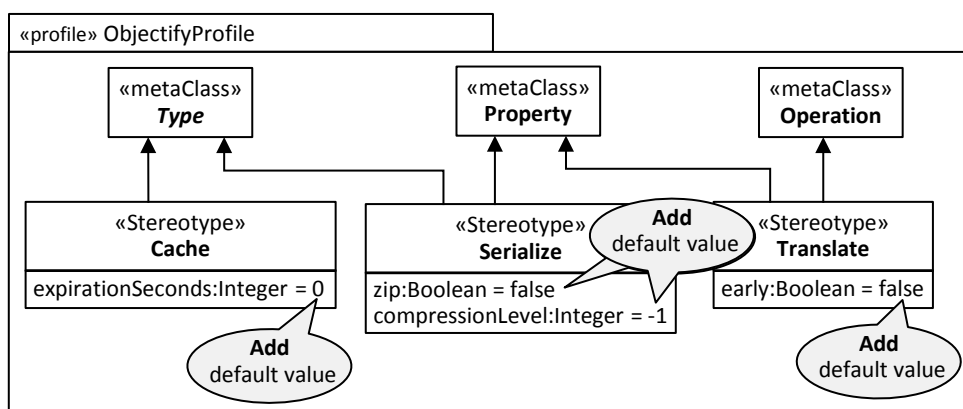 «profile» ObjectifyProfile
«metaClass»
Type
«metaClass»
Property
«metaClass»
Operation
«Stereotype»
Cache
expirationSeconds:Integer = 0
Add
default value
«Stereotype»
Serialize
zip:Boolean = false
compressionLevel:Integer = -1
Add
default value
«Stereotype»
Translate
early:Boolean = false
Add
default value